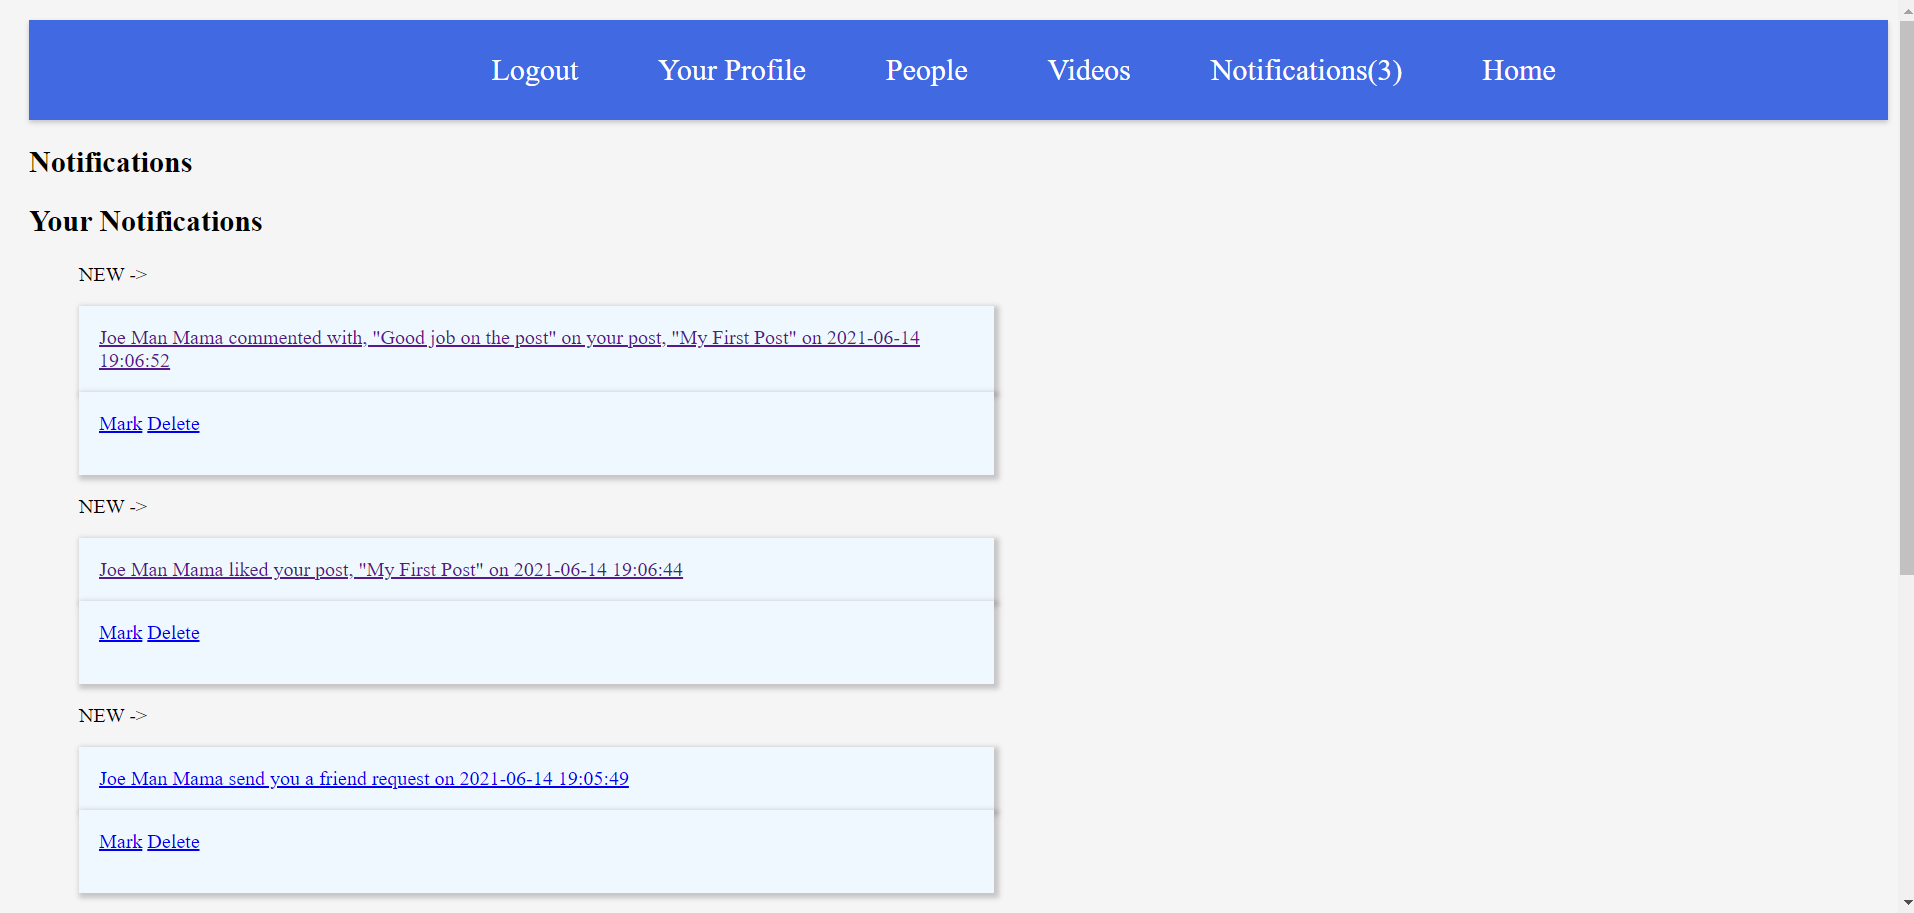 Logout Your Profile People Videos Notifications(3) Home
Notifications
Your Notifications
NEW ->
Joe Man Mama commented with, "Good job on the post" on your post, "My First Post" on 2021-06-14
19:06:52
Mark Delete
NEW ->
Joe Man Mama liked your post, "My First Post" on 2021-06-14 19:06:44
Mark Delete
NEW ->
Joe Man Mama send you a friend request on 2021-06-14 19:05:49
Mark Delete